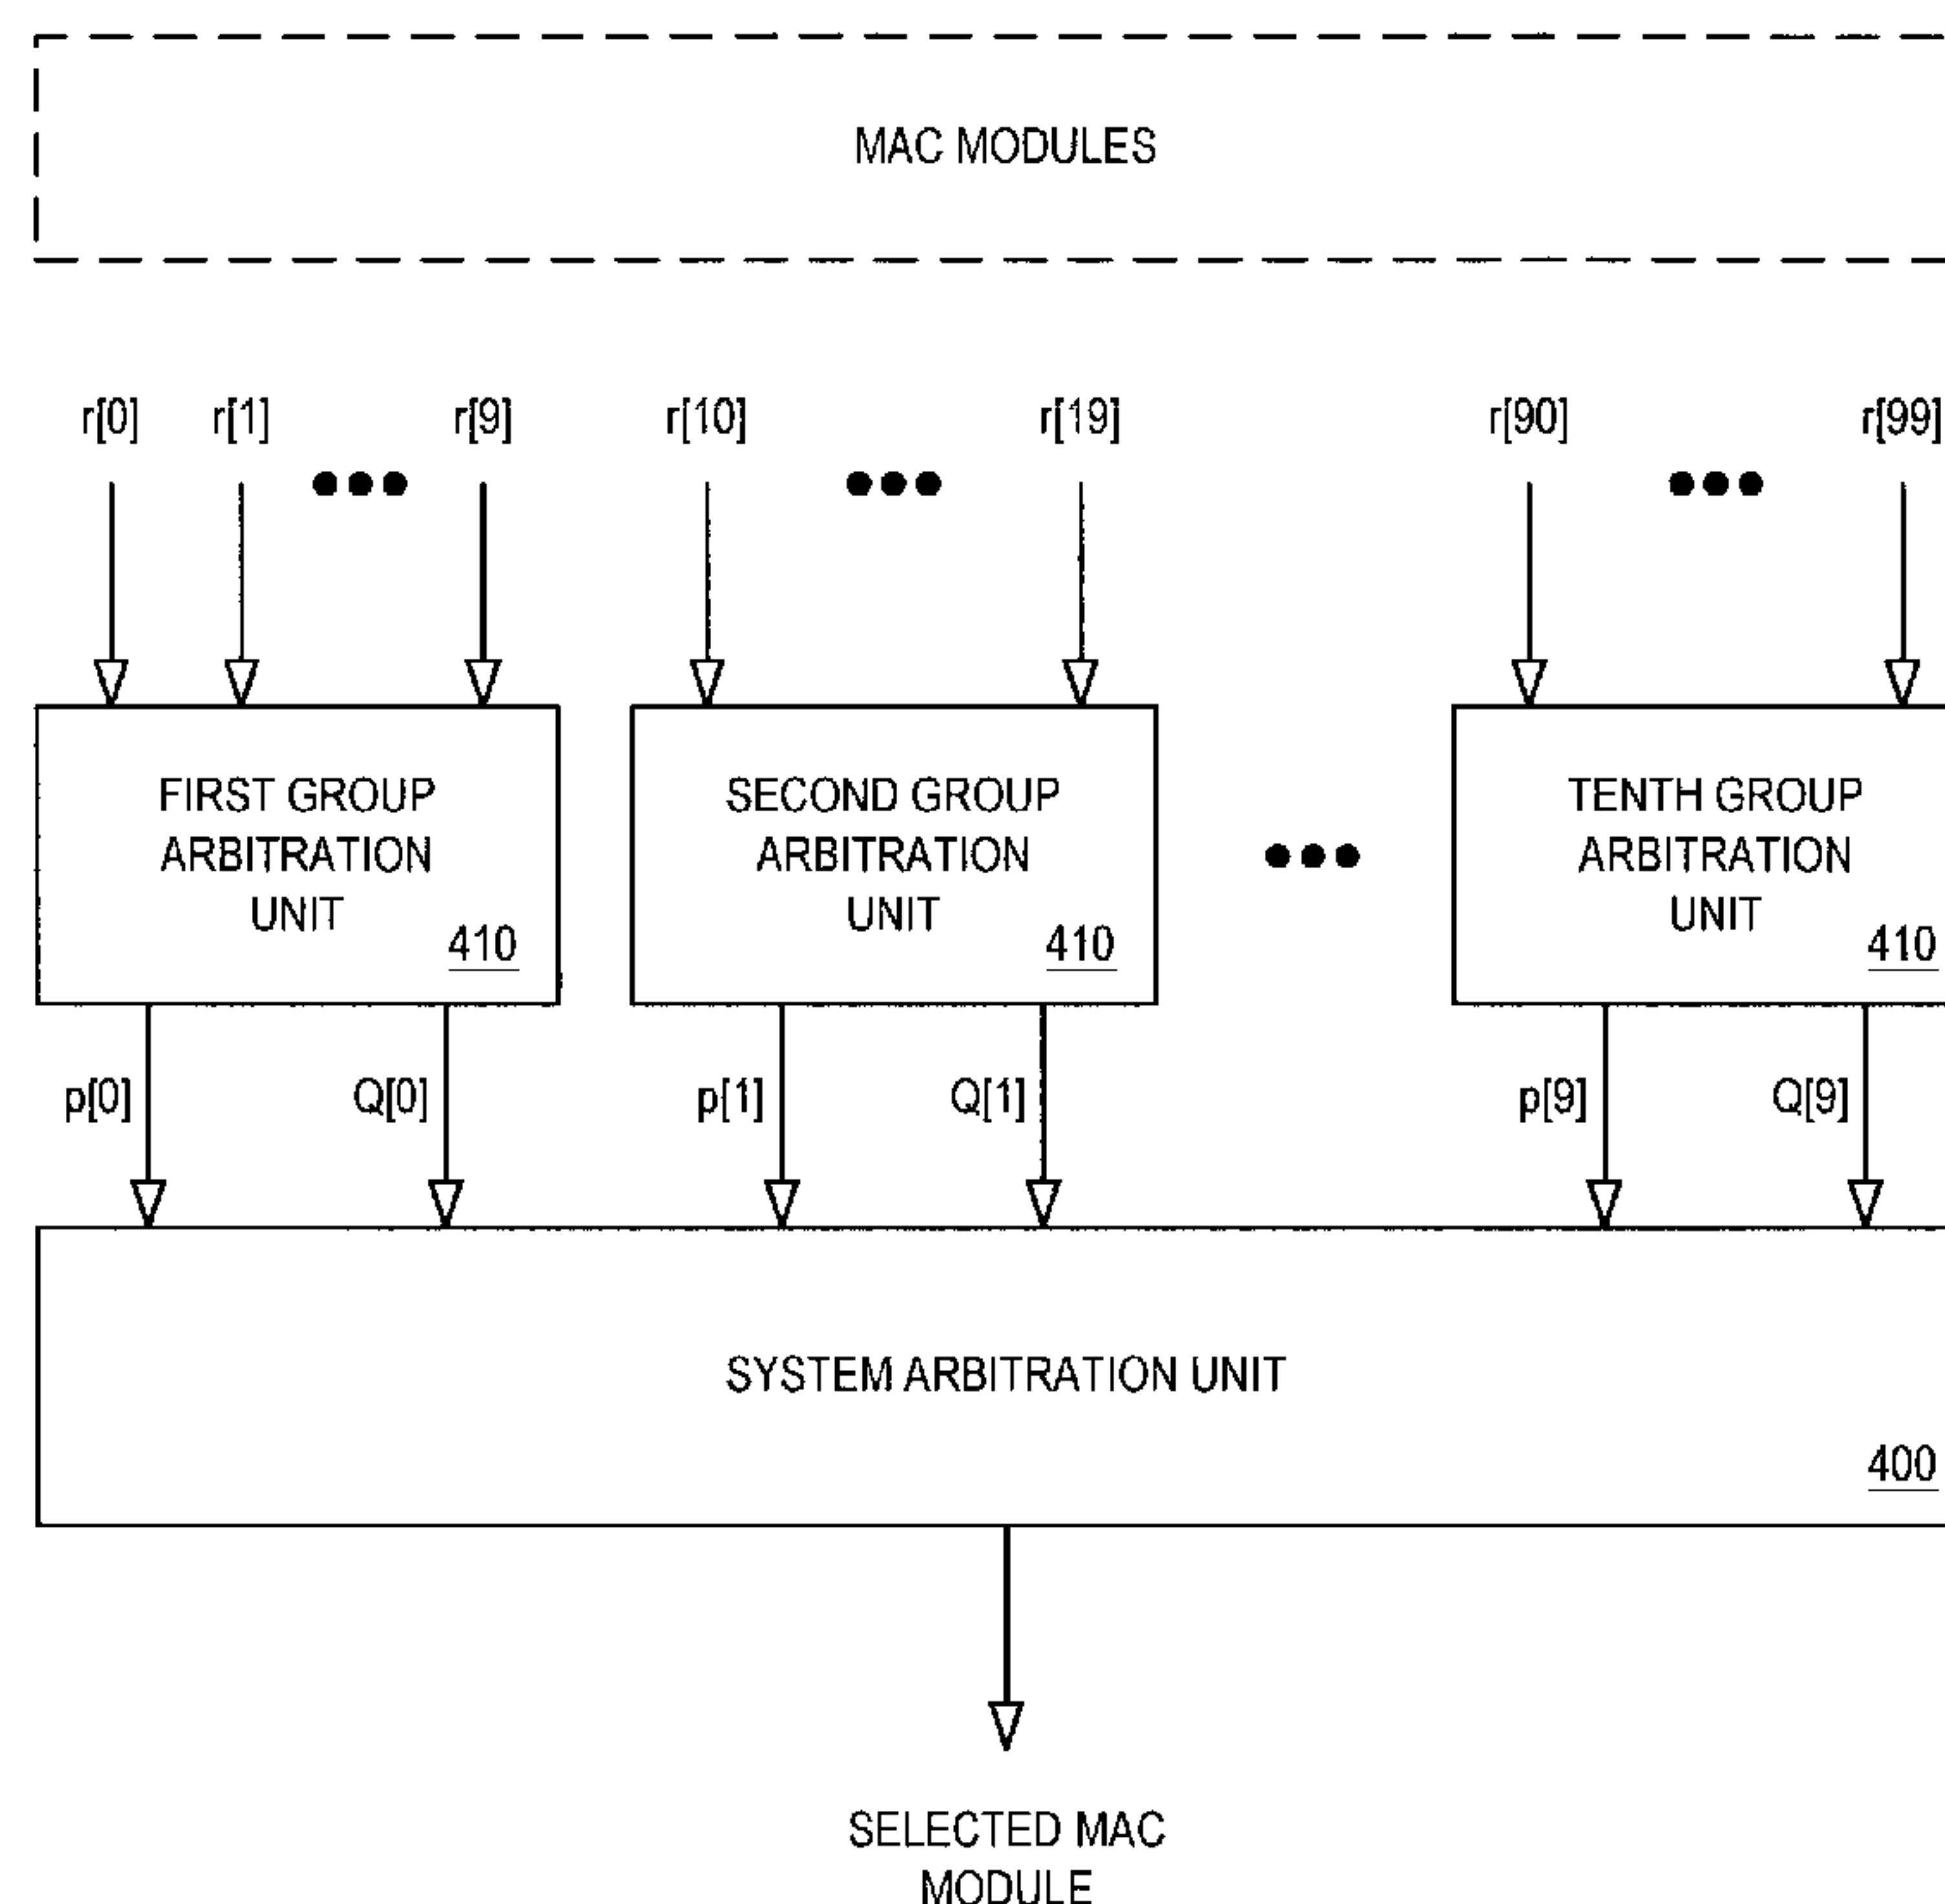 MAC MODULES
r[0] r[1] r[9] r[10] r[19] r[90] r[99]
FIRST GROUP
ARBITRATION
UNIT
410
SECOND GROUP
ARBITRATION
UNIT
410
TENTH GROUP
ARBITRATION
UNIT
410
p[0] Q[0] p[1] Q[1] p[9] Q[9]
SYSTEM ARBITRATION UNIT
400
SELECTED MAC
MODULE